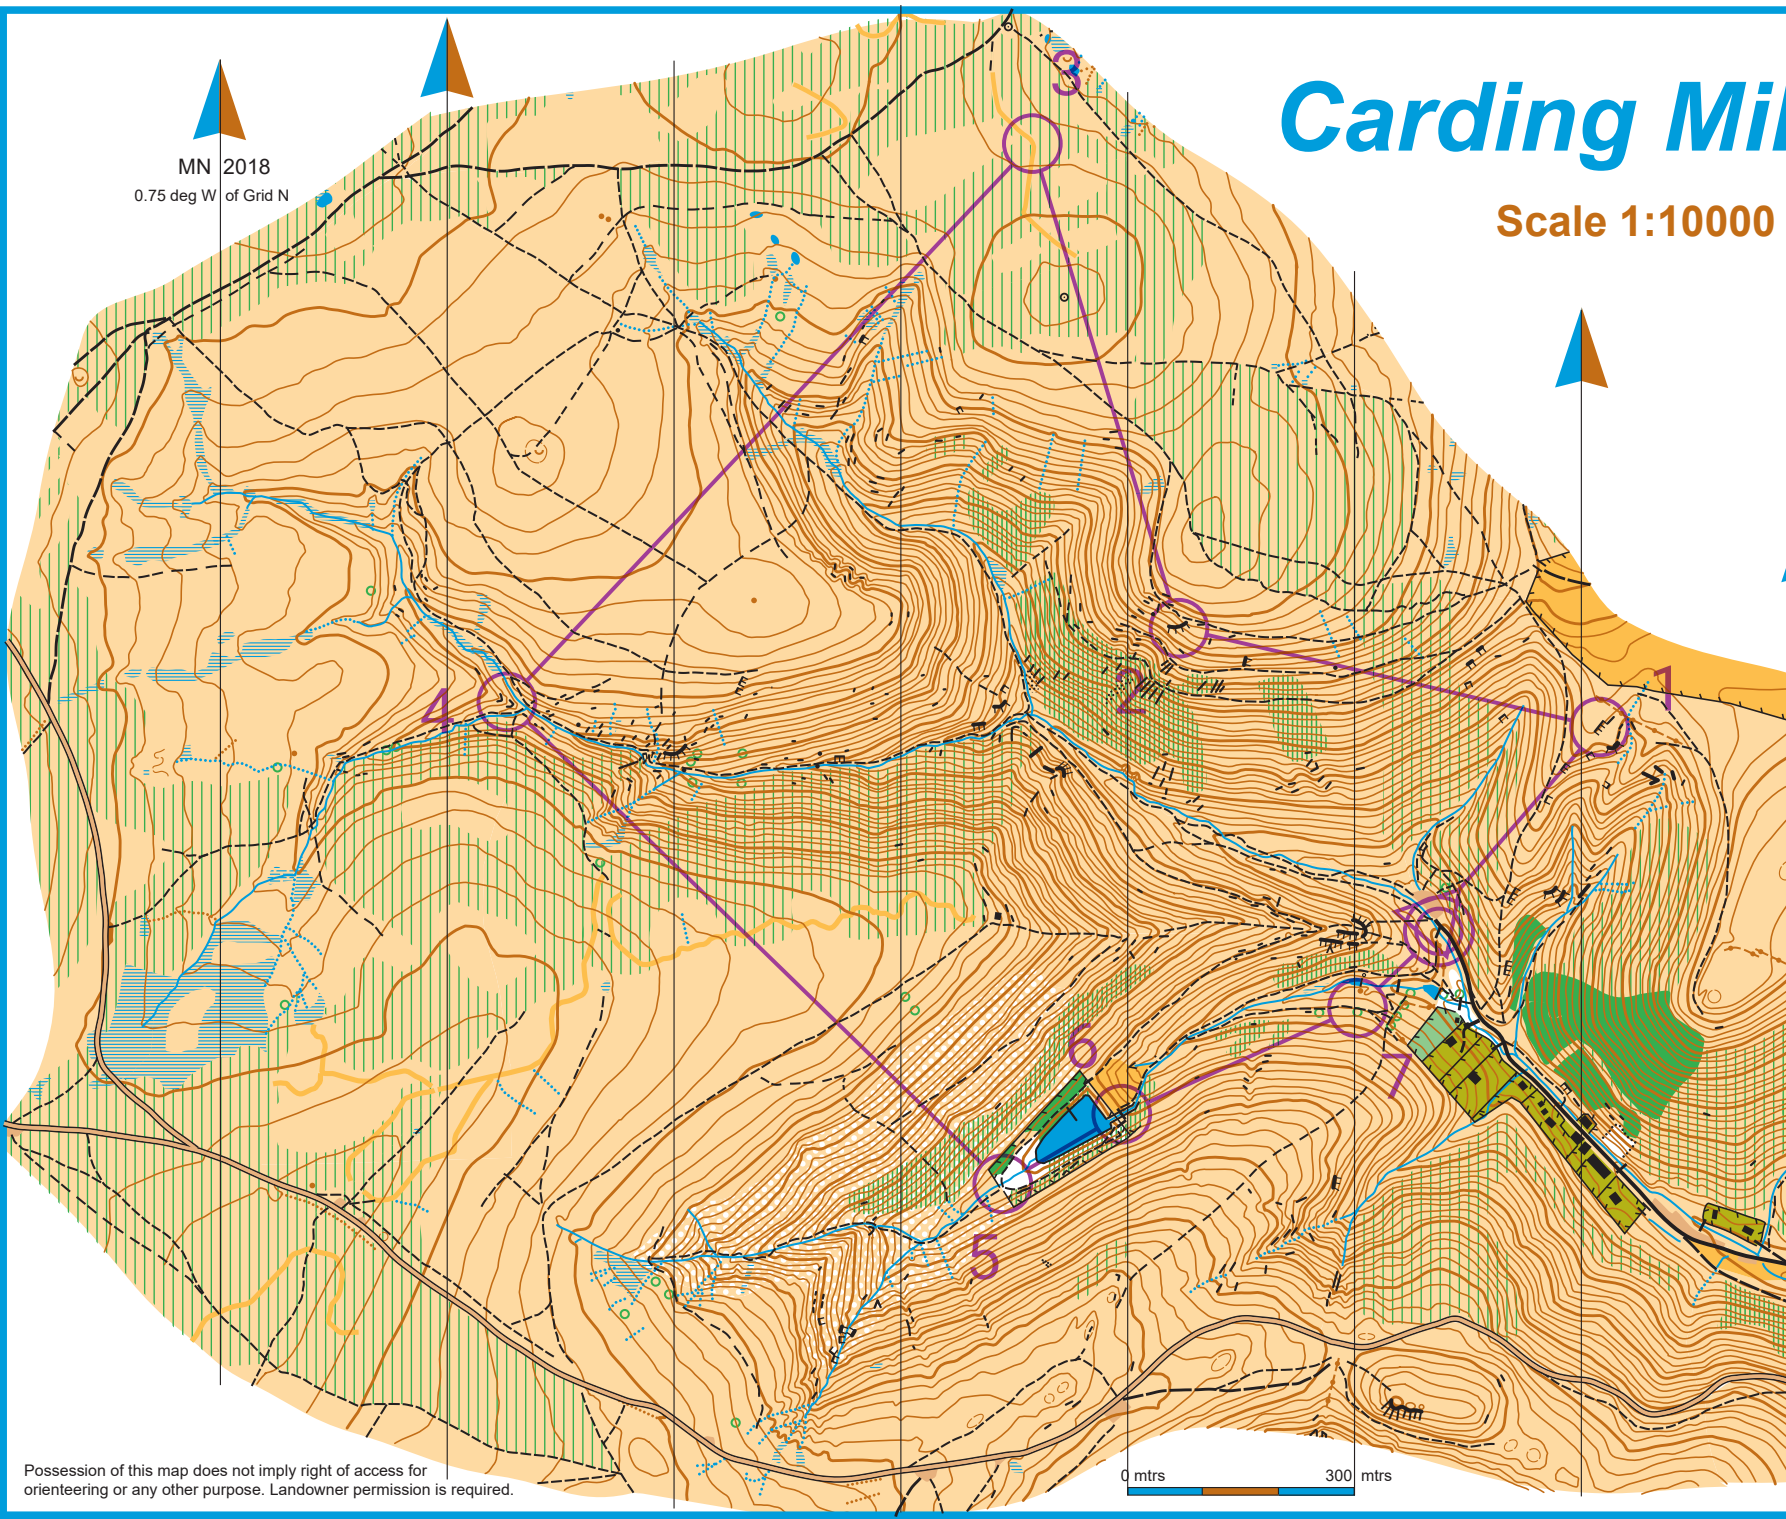 Carding Mil
Scale 1:10000
MN 2018
0.75 deg W of Grid N
3
2
1
4
6
7
5
0 mtrs 300 mtrs
Possession of this map does not imply right of access for
orienteering or any other purpose. Landowner permission is required.